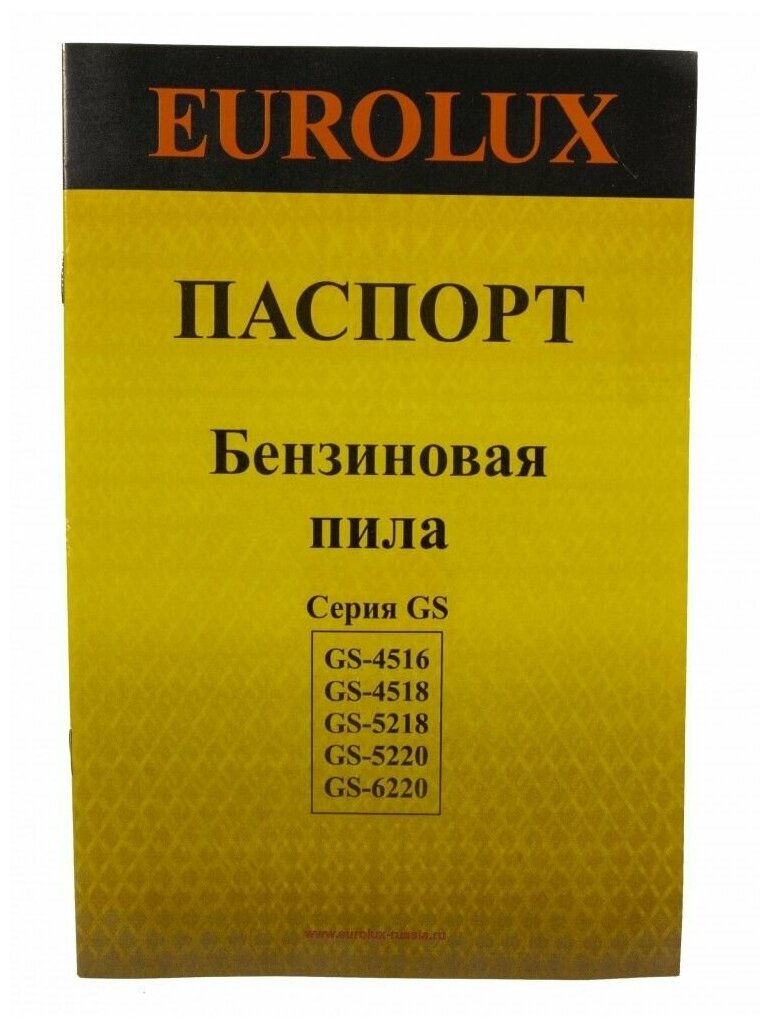 EUROLUX
ПАСПОРТ
Бензиновая
пила
Серия GS
GS-4516
GS-4518
GS-5218
GS-5220
GS-6220
www.eurolux-russia.ru